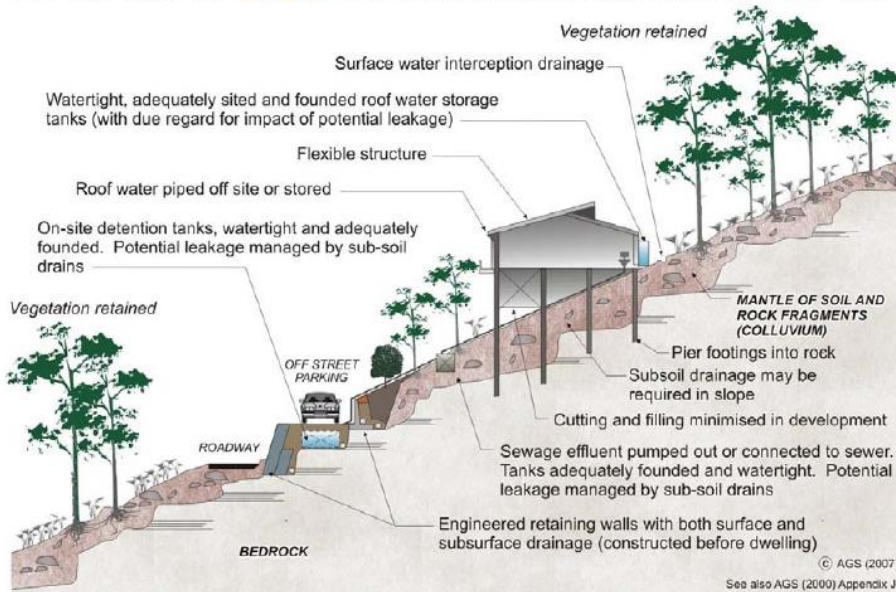 Vegetation retained
Surface water interception drainage
Watertight, adequately sited and founded roof water storage
tanks (with due regard for impact of potential leakage)
Flexible structure
Roof water piped off site or stored
On-site detention tanks, watertight and adequately
founded. Potential leakage managed by sub-soil
drains
Vegetation retained
MANTLE OF SOIL AND
ROCK FRAGMENTS
(COLLUVIUM)
Pier footings into rock
OFF STREET
PARKING
Subsoil drainage may be
required in slope
Cutting and filling minimised in development
ROADWAY
Sewage effluent pumped out or connected to sewer.
Tanks adequately founded and watertight. Potential
leakage managed by sub-soil drains
Engineered retaining walls with both surface and
subsurface drainage (constructed before dwelling)
BEDROCK
© AGS (2007
See also AGS (2000) Appendix J